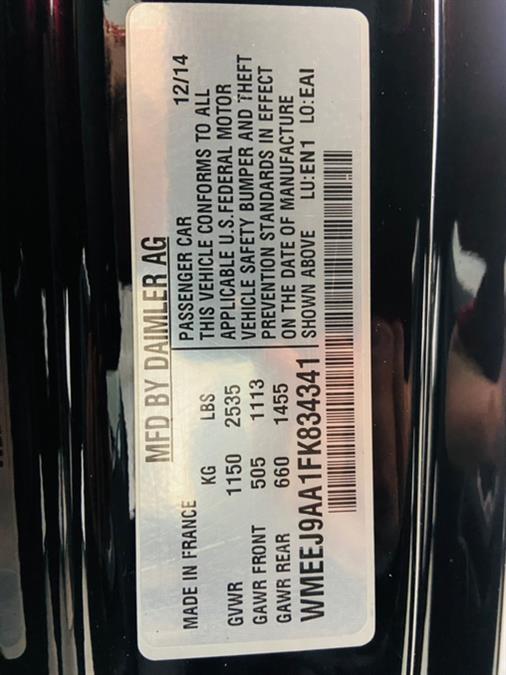 MFD BY DAIMLER AG
MADE IN FRANCE
PASSENGER CAR 12/14
KG LBS
GVWR 1150 2535
GAWR FRONT 505 1113
GAWR REAR 660 1455
THIS VEHICLE CONFORMS TO ALL
APPLICABLE U.S. FEDERAL MOTOR
VEHICLE SAFETY BUMPER AND THEFT
PREVENTION STANDARDS IN EFFECT
ON THE DATE OF MANUFACTURE
SHOWN ABOVE LU:EN1 LO:EAI
WMEEJ9AA1FK834341